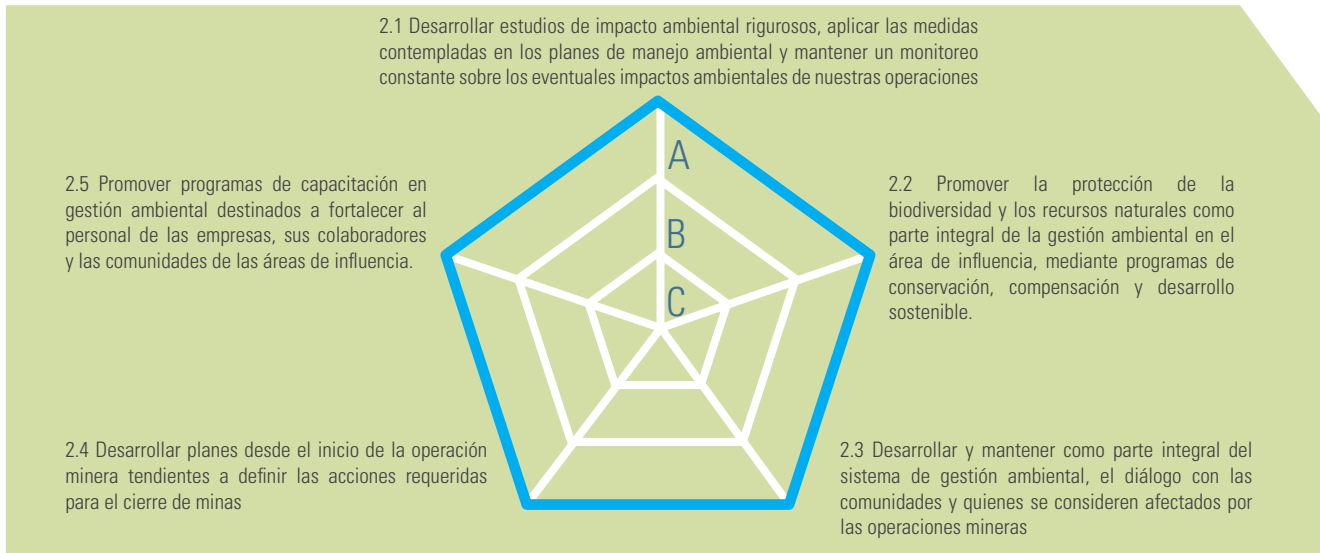 2.1 Desarrollar estudios de impacto ambiental rigurosos, aplicar las medidas
contempladas en los planes de manejo ambiental y mantener un monitoreo
constante sobre los eventuales impactos ambientales de nuestras operaciones
A
B
C
2.5 Promover programas de capacitación en
gestión ambiental destinados a fortalecer al
personal de las empresas, sus colaboradores
y las comunidades de las áreas de influencia.
2.2 Promover la protección de la
biodiversidad y los recursos naturales como
parte integral de la gestión ambiental en el
área de influencia, mediante programas de
conservación, compensación y desarrollo
sostenible.
2.4 Desarrollar planes desde el inicio de la operación
minera tendientes a definir las acciones requeridas
para el cierre de minas
2.3 Desarrollar y mantener como parte integral del
sistema de gestión ambiental, el diálogo con las
comunidades y quienes se consideren afectados por
las operaciones mineras